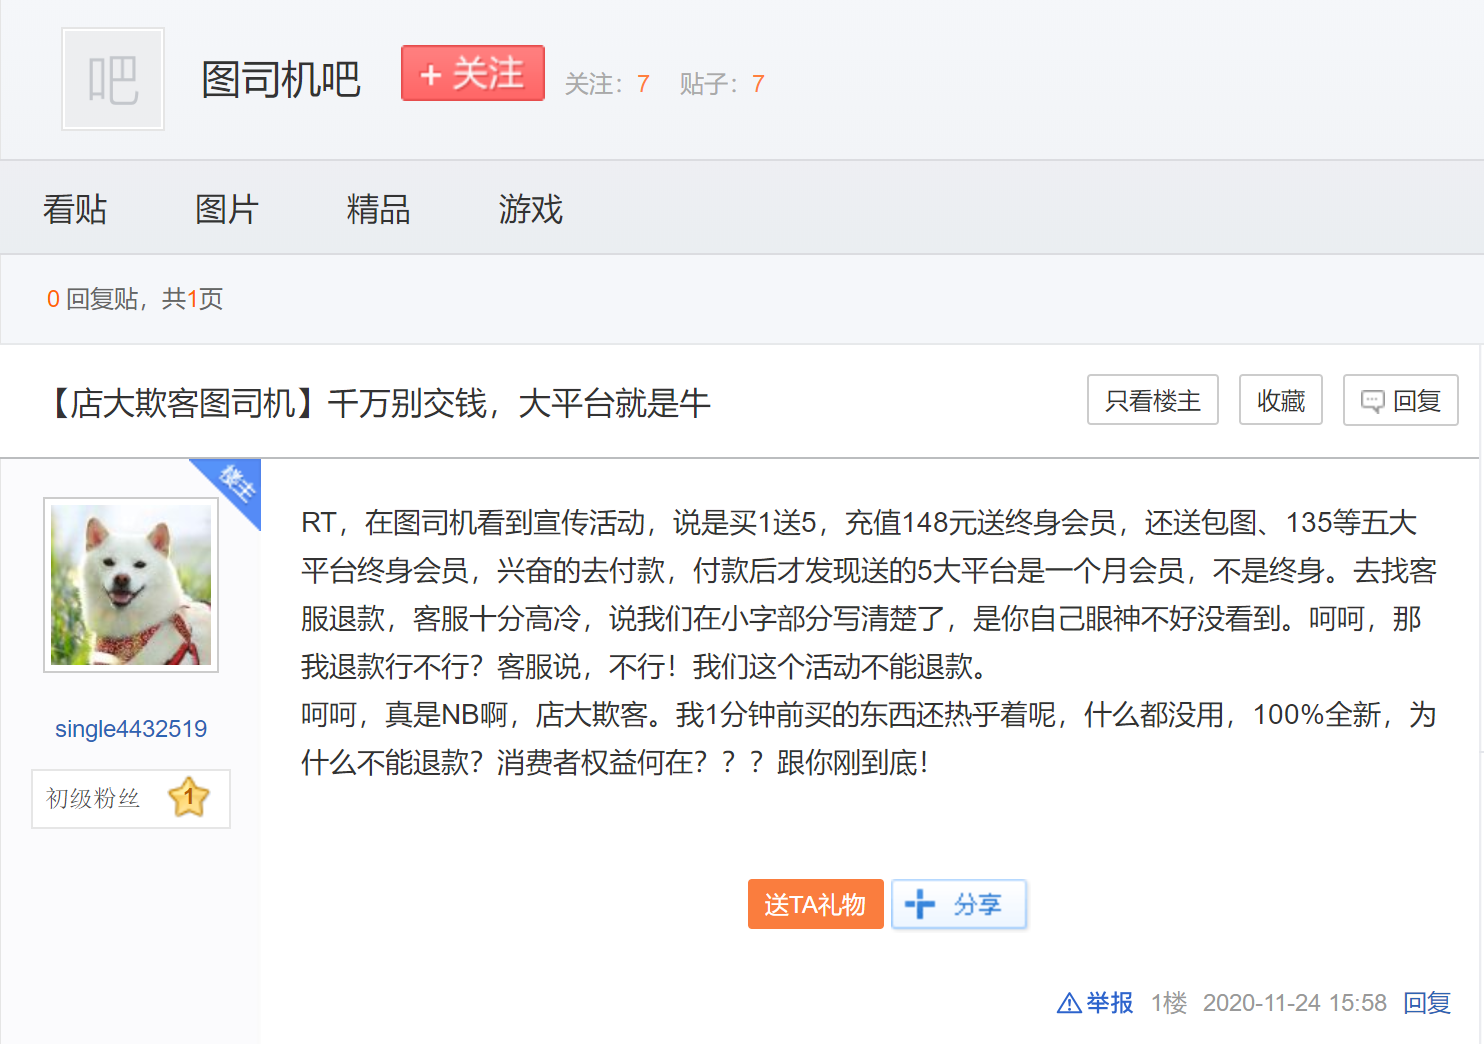 吧
图司机吧
+ 关注
关注：7 贴子：7
看贴 图片 精品 游戏
0 回复贴，共1页
【店大欺客图司机】千万别交钱，大平台就是牛
只看楼主 收藏 回复
楼主
RT，在图司机看到宣传活动，说是买1送5，充值148元送终身会员，还送包图、135等五大
平台终身会员，兴奋的去付款，付款后才发现送的5大平台是一个月会员，不是终身。去找客
服退款，客服十分高冷，说我们在小字部分写清楚了，是你自己眼神不好没看到。呵呵，那
我退款行不行？客服说，不行！我们这个活动不能退款。
呵呵，真是NB啊，店大欺客。我1分钟前买的东西还热乎着呢，什么都没用，100%全新，为
什么不能退款？消费者权益何在？？？跟你刚到底！
single4432519
初级粉丝 1
送TA礼物 分享
举报 1楼 2020-11-24 15:58 回复